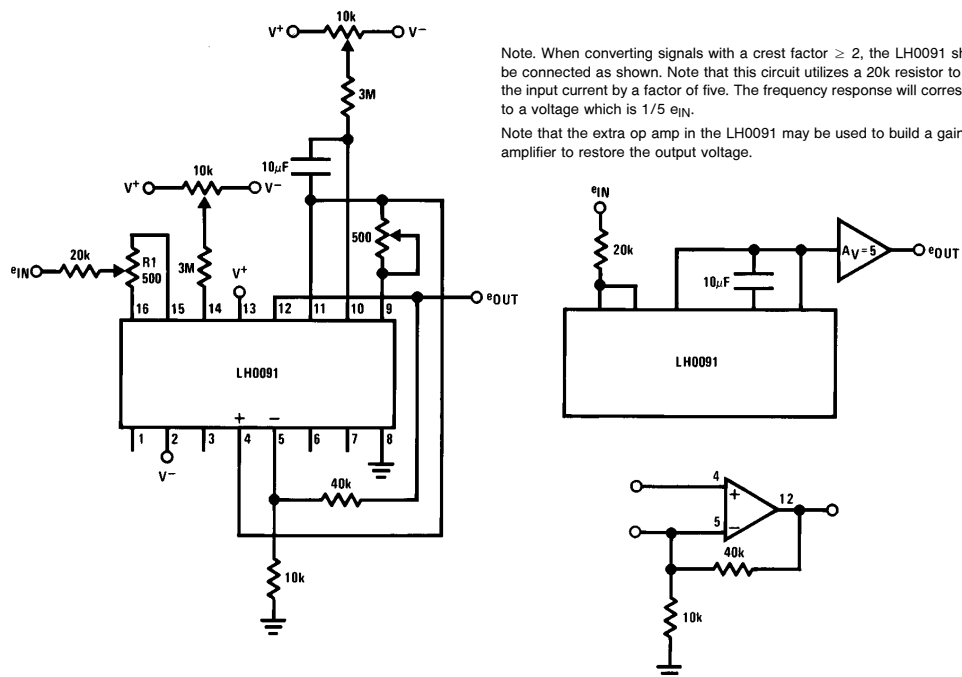 10k
V+ V−
3M
10μF
10k
V+ V−
500
20k
eIN
R1
500
3M
V+
16 15 14 13 12 11 10 9
eOUT
LH0091
+ −
1 2 3 4 5 6 7 8
V−
40k
10k
Note. When converting signals with a crest factor ≥ 2, the LH0091
be connected as shown. Note that this circuit utilizes a 20k resistor to
the input current by a factor of five. The frequency response will
to a voltage which is 1/5 eIN.
Note that the extra op amp in the LH0091 may be used to build a gain
amplifier to restore the output voltage.
eIN
20k
10μF
AV = 5
eOUT
LH0091
4
+
12
5
−
40k
10k